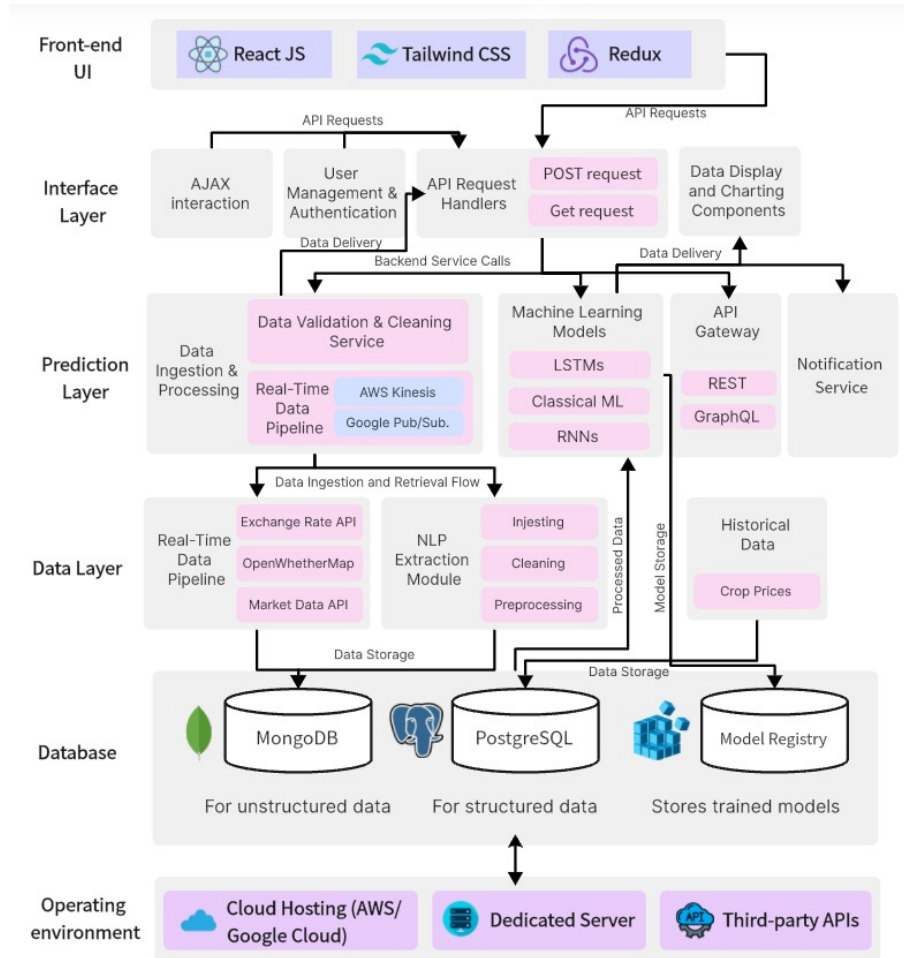 Front-end
UI
React JS
Tailwind CSS
Redux
API Requests
API Requests
Interface
Layer
AJAX
interaction
User
Management &
Authentication
API Request
Handlers
POST request
Get request
Data Display
and Charting
Components
Data Delivery
Backend Service Calls
Data Delivery
Prediction
Layer
Data
Ingestion &
Processing
Data Validation & Cleaning
Service
Real-Time
Data
Pipeline
AWS Kinesis
Google Pub/Sub.
Machine Learning
Models
LSTMs
Classical ML
RNNs
API
Gateway
REST
GraphQL
Notification
Service
Data Ingestion and Retrieval Flow
Data Layer
Real-Time
Data
Pipeline
Exchange Rate API
OpenWhetherMap
Market Data API
NLP
Extraction
Module
Injesting
Cleaning
Preprocessing
Processed Data
Model Storage
Historical
Data
Crop Prices
Data Storage
Data Storage
Database
MongoDB
PostgreSQL
Model Registry
For unstructured data
For structured data
Stores trained models
Operating
environment
Cloud Hosting (AWS/
Google Cloud)
Dedicated Server
API
Third-party APIs